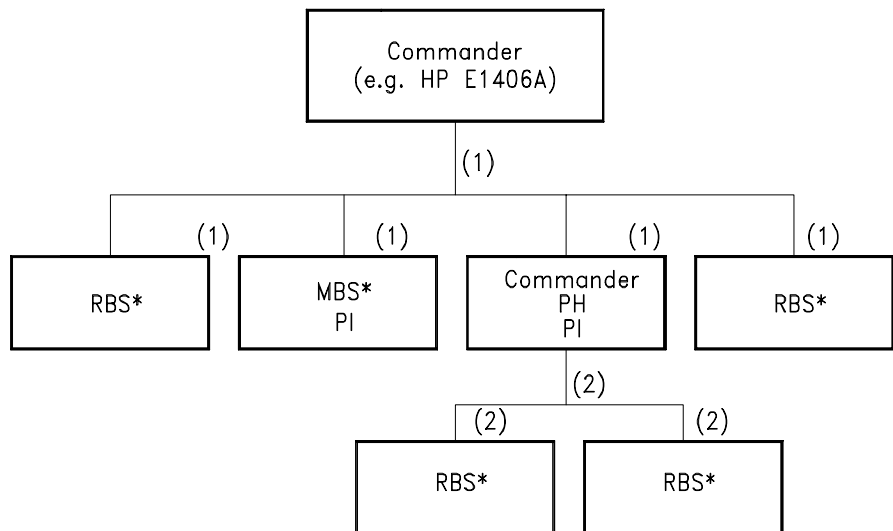 Commander
(e.g. HP E1406A)
(1)
(1)
(1)
(1)
(1)
RBS*
MBS*
PI
Commander
PH
PI
RBS*
(2)
(2)
(2)
RBS*
RBS*